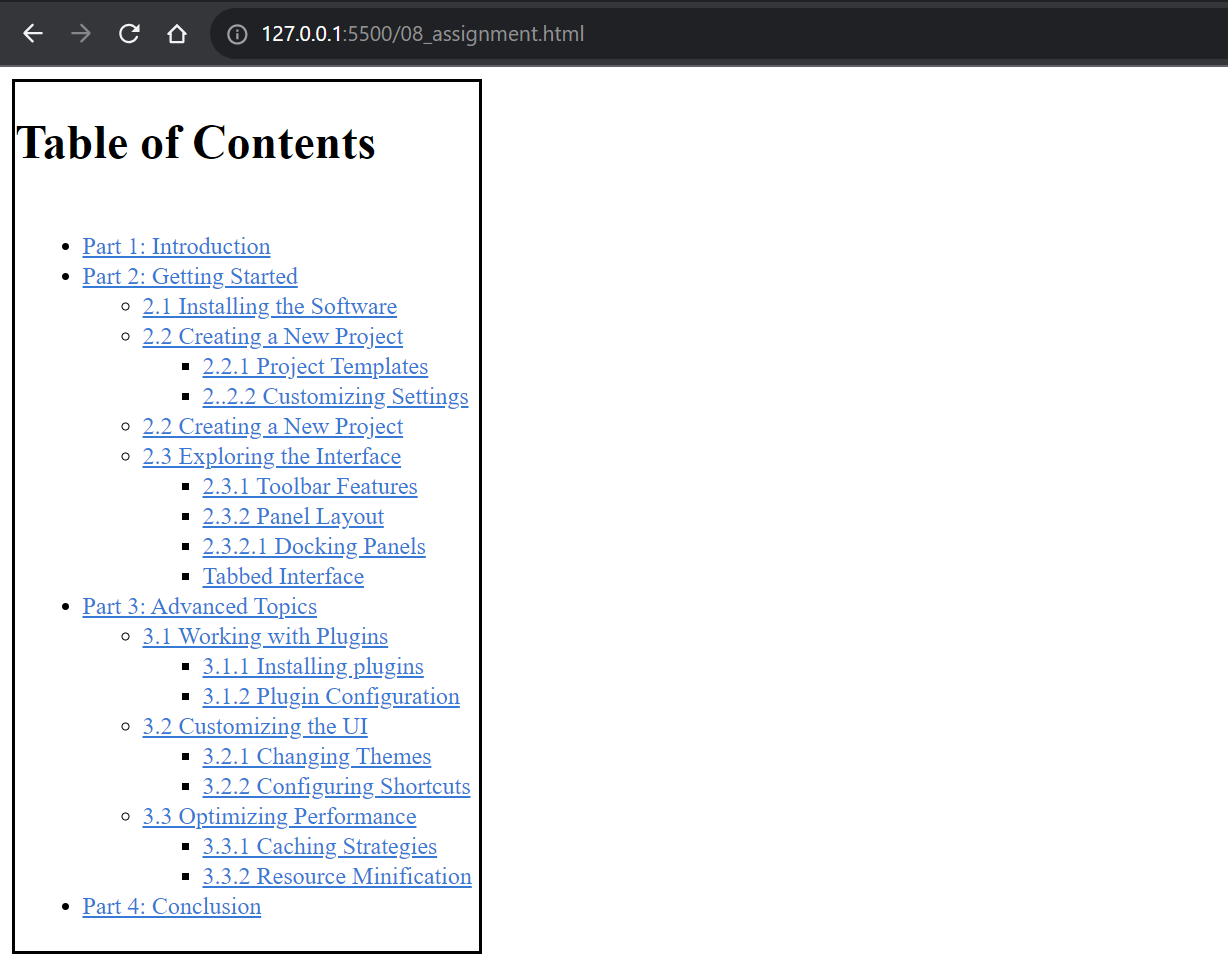 127.0.0.1:5500/08_assignment.html
Table of Contents
Part 1: Introduction
Part 2: Getting Started
2.1 Installing the Software
2.2 Creating a New Project
2.2.1 Project Templates
2..2.2 Customizing Settings
2.2 Creating a New Project
2.3 Exploring the Interface
2.3.1 Toolbar Features
2.3.2 Panel Layout
2.3.2.1 Docking Panels
Tabbed Interface
Part 3: Advanced Topics
3.1 Working with Plugins
3.1.1 Installing plugins
3.1.2 Plugin Configuration
3.2 Customizing the UI
3.2.1 Changing Themes
3.2.2 Configuring Shortcuts
3.3 Optimizing Performance
3.3.1 Caching Strategies
3.3.2 Resource Minification
Part 4: Conclusion